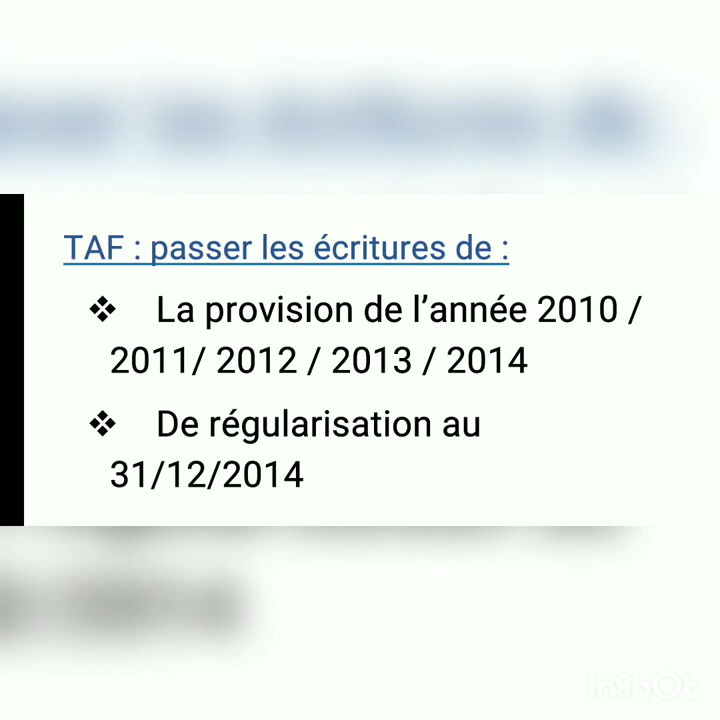 TAF : passer les écritures de :
❖ La provision de l’année 2010 /
2011/ 2012 / 2013 / 2014
❖ De régularisation au
31/12/2014
InShOt